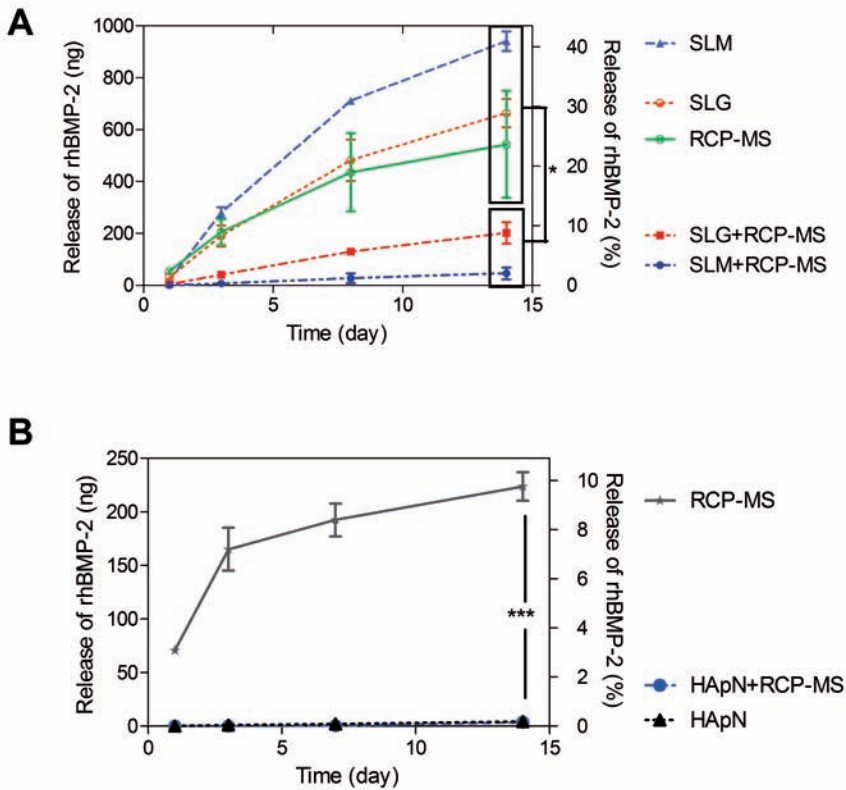 A
Release of rhBMP-2 (ng)
1000
800
600
400
200
0
0
5
10
15
Time (day)
40
30
20
10
0
Release of rhBMP-2 (%)
*
SLM
SLG
RCP-MS
SLG+RCP-MS
SLM+RCP-MS
B
Release of rhBMP-2 (ng)
250
200
150
100
50
0
0
5
10
15
Time (day)
10
8
6
4
2
0
Release of rhBMP-2 (%)
***
RCP-MS
HApN+RCP-MS
HApN